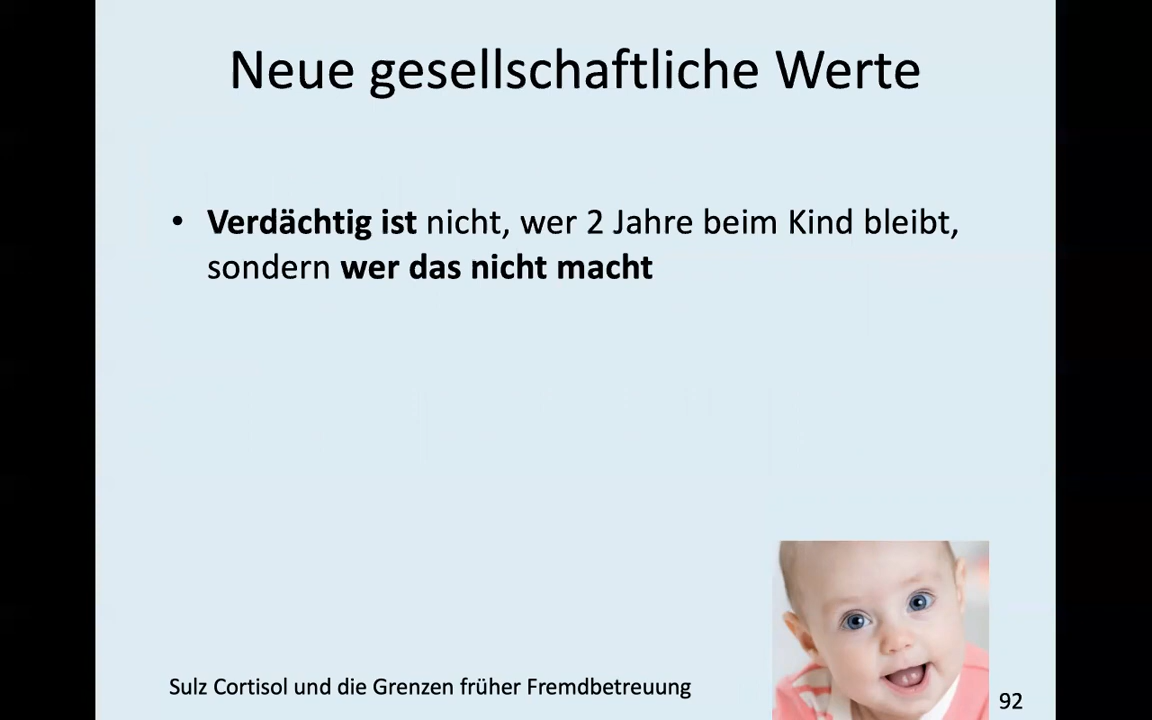 Neue gesellschaftliche Werte
• Verdächtig ist nicht, wer 2 Jahre beim Kind bleibt,
sondern wer das nicht macht
Sulz Cortisol und die Grenzen früher Fremdbetreuung
92